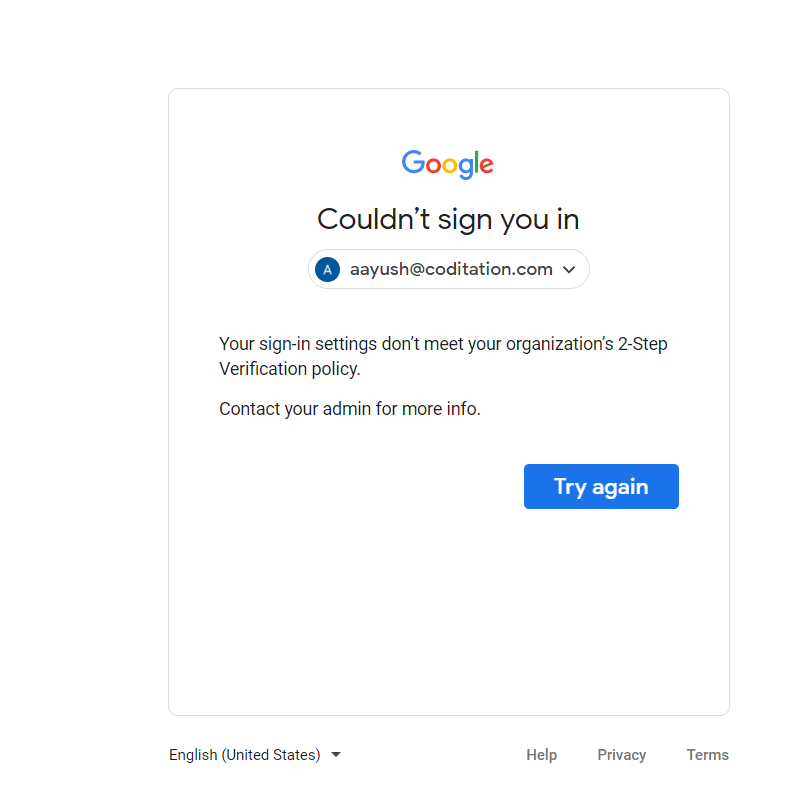 Google
Couldn’t sign you in
A aayush@coditation.com
Your sign-in settings don’t meet your organization’s 2-Step
Verification policy.
Contact your admin for more info.
Try again
English (United States) Help Privacy Terms